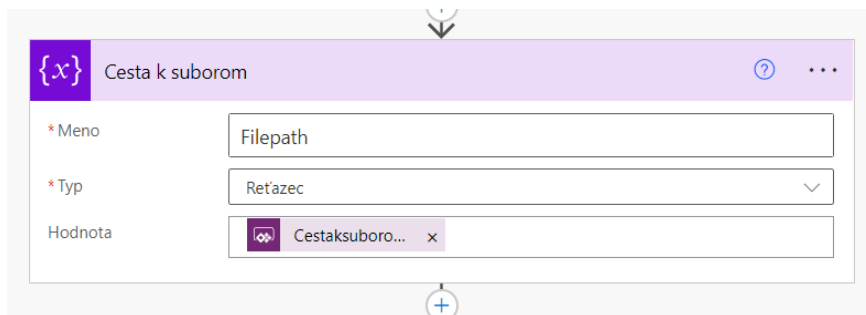 {x} Cesta k suborom
* Meno Filepath
* Typ Reťazec
Hodnota Cestaksuboro... ×